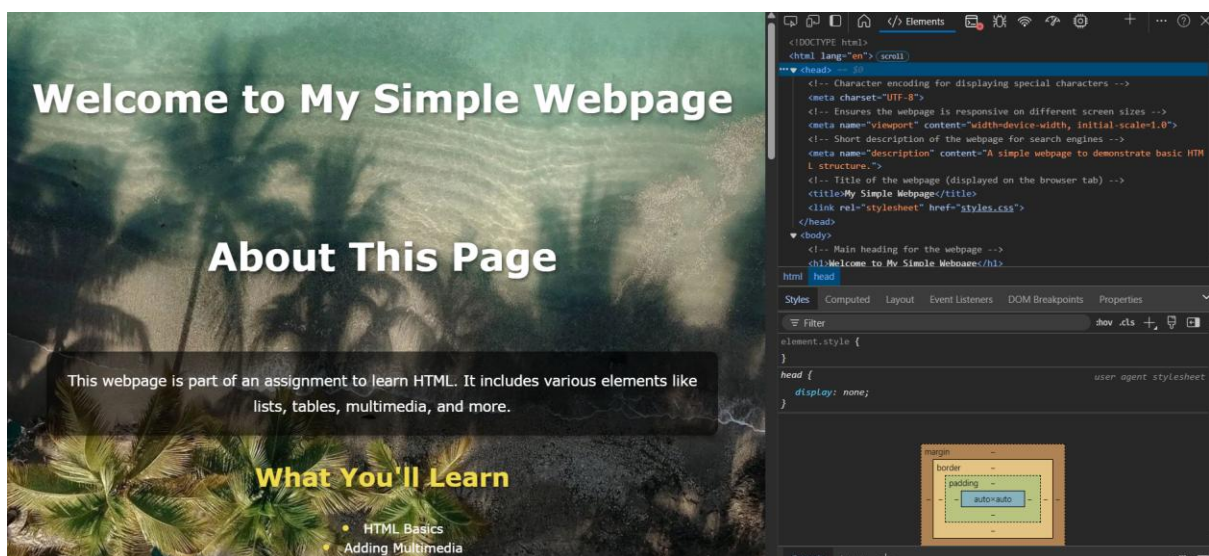 Welcome to My Simple Webpage
About This Page
This webpage is part of an assignment to learn HTML. It includes various elements like
lists, tables, multimedia, and more.
What You'll Learn
HTML Basics
Adding Multimedia
</> Elements
<!DOCTYPE html>
<html lang="en"> scroll
<head> == $0
<!-- Character encoding for displaying special characters -->
<meta charset="UTF-8">
<!-- Ensures the webpage is responsive on different screen sizes -->
<meta name="viewport" content="width=device-width, initial-scale=1.0">
<!-- Short description of the webpage for search engines -->
<meta name="description" content="A simple webpage to demonstrate basic HTM
L structure.">
<!-- Title of the webpage (displayed on the browser tab) -->
<title>My Simple Webpage</title>
<link rel="stylesheet" href="styles.css">
</head>
<body>
<!-- Main heading for the webpage -->
<h1>Welcome to My Simple Webpage</h1>
html head
Styles Computed Layout Event Listeners DOM Breakpoints Properties
Filter :hov .cls
element.style {
}
head { user agent stylesheet
display: none;
}
margin -
border -
padding -
- - - auto×auto - - -
-
-